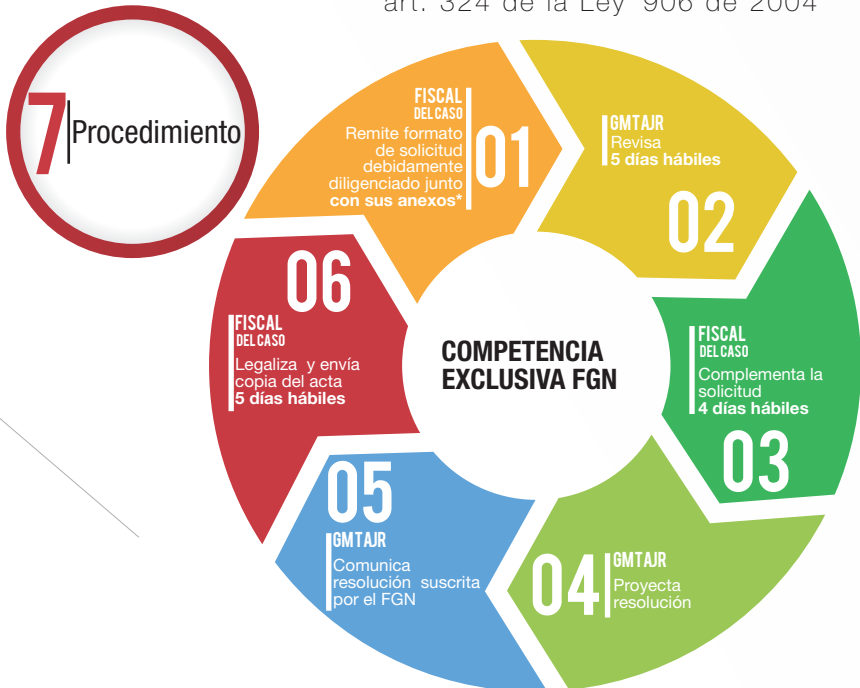 art. 324 de la Ley 906 de 2004
7 Procedimiento
FISCAL
DEL CASO
Remite formato
de solicitud
debidamente
diligenciado junto
con sus anexos*
01
GMTAJR
Revisa
5 días hábiles
02
FISCAL
DEL CASO
Complementa la
solicitud
4 días hábiles
03
04
GMTAJR
Proyecta
resolución
05
GMTAJR
Comunica
resolución suscrita
por el FGN
06
FISCAL
DEL CASO
Legaliza y envía
copia del acta
5 días hábiles
COMPETENCIA
EXCLUSIVA FGN